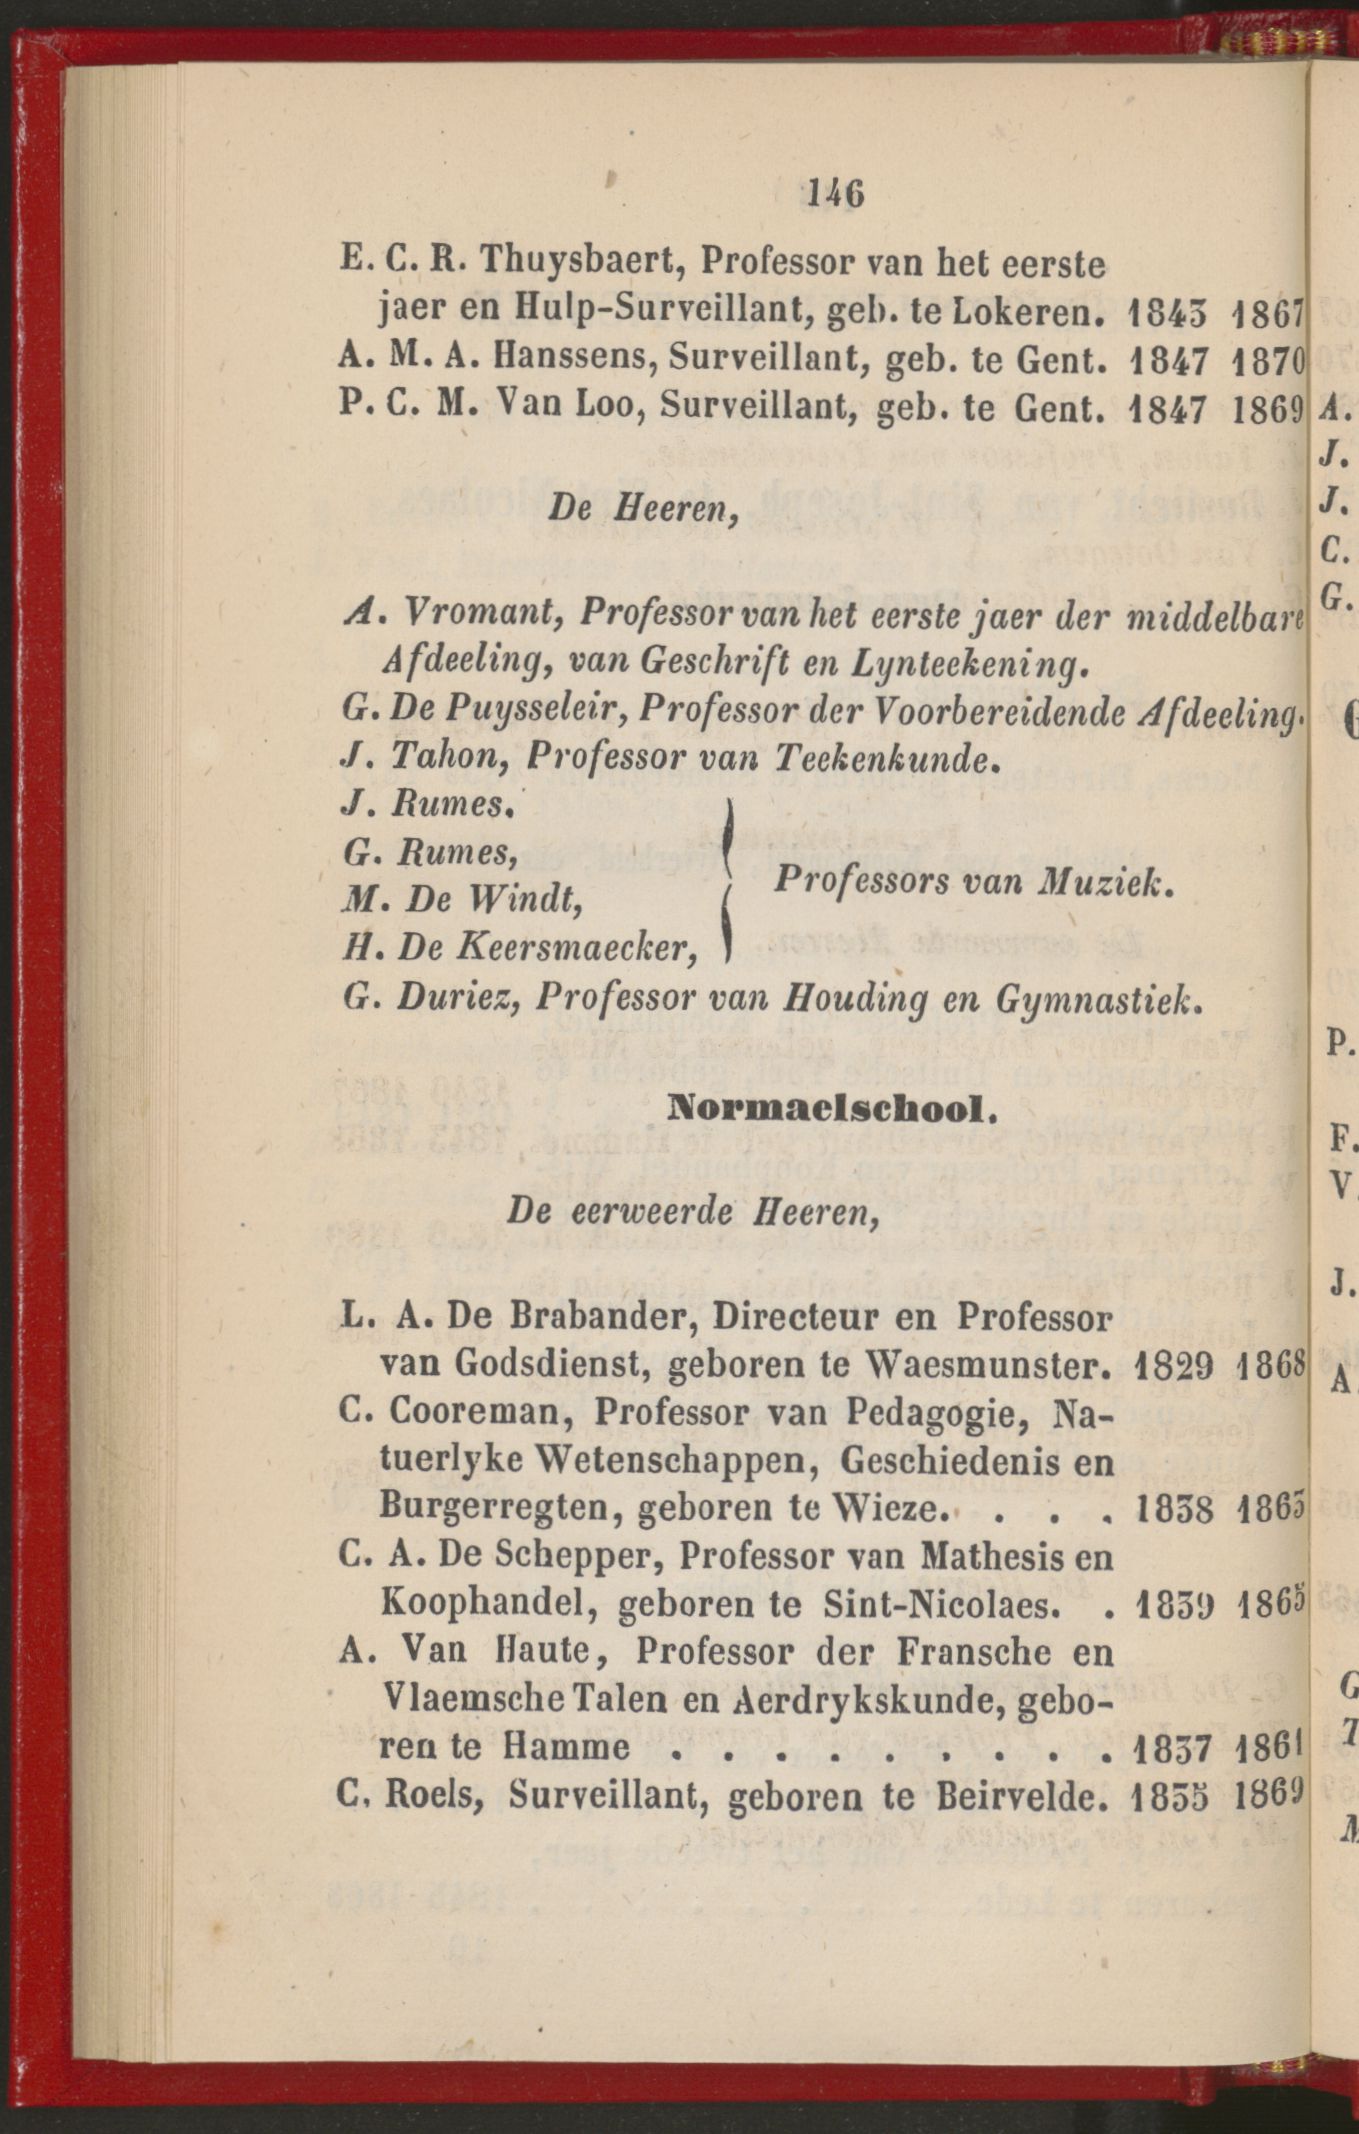 146
E. C. R. Thuysbaert, Professor van het eerste
jaer en Hulp-Surveillant, geb. te Lokeren. 1843 1867
A. M. A. Hanssens, Surveillant, geb. te Gent. 1847 1870
P. C. M. Van Loo, Surveillant, geb. te Gent. 1847 1869
De Heeren,
A. Vromant, Professor van het eerste jaer der middelbare
Afdeeling, van Geschrift en Lynteekening.
G. De Puysseleir, Professor der Voorbereidende Afdeeling.
J. Tahon, Professor van Teekenkunde.
J. Rumes.
G. Rumes,
M. De Windt,
H. De Keersmaecker,
Professors van Muziek.
G. Duriez, Professor van Houding en Gymnastiek.
Normaelschool.
De eerweerde Heeren,
L. A. De Brabander, Directeur en Professor
van Godsdienst, geboren te Waesmunster. 1829 1868
C. Cooreman, Professor van Pedagogie, Na-
tuerlyke Wetenschappen, Geschiedenis en
Burgerregten, geboren te Wieze. . . . 1838 1863
C. A. De Schepper, Professor van Mathesis en
Koophandel, geboren te Sint-Nicolaes. . 1839 1865
A. Van Haute, Professor der Fransche en
Vlaemsche Talen en Aerdrykskunde, gebo-
ren te Hamme . . . . . . . . . 1837 1861
C. Roels, Surveillant, geboren te Beirvelde. 1835 1869
A.
J.
J.
C.
G.
P.
F.
V.
J.
A
G
T
M